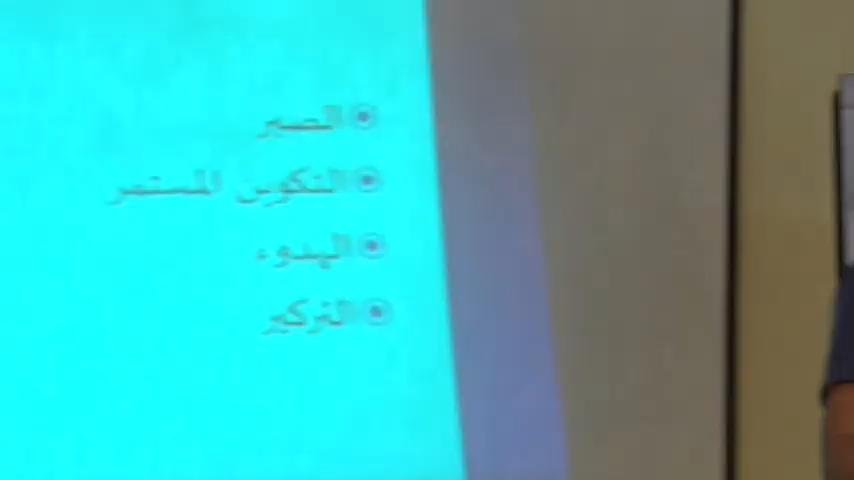 الصبر
التكوين المستمر
الهدوء
التركيز